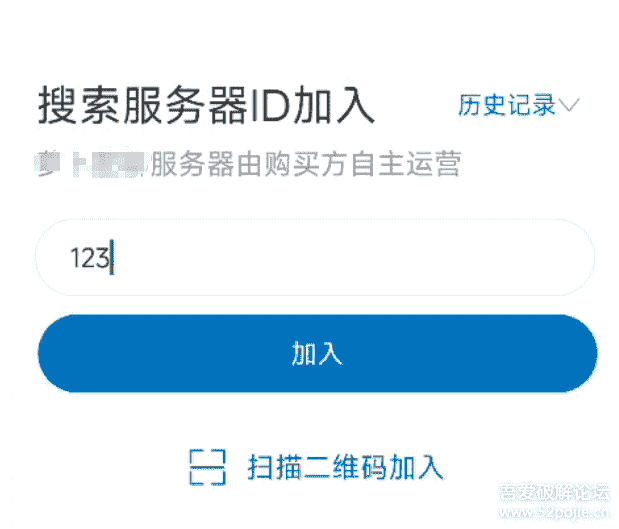 搜索服务器ID加入
历史记录
服务器由购买方自主运营
123
加入
扫描二维码加入
吾爱破解论坛
www.52pojie.cn